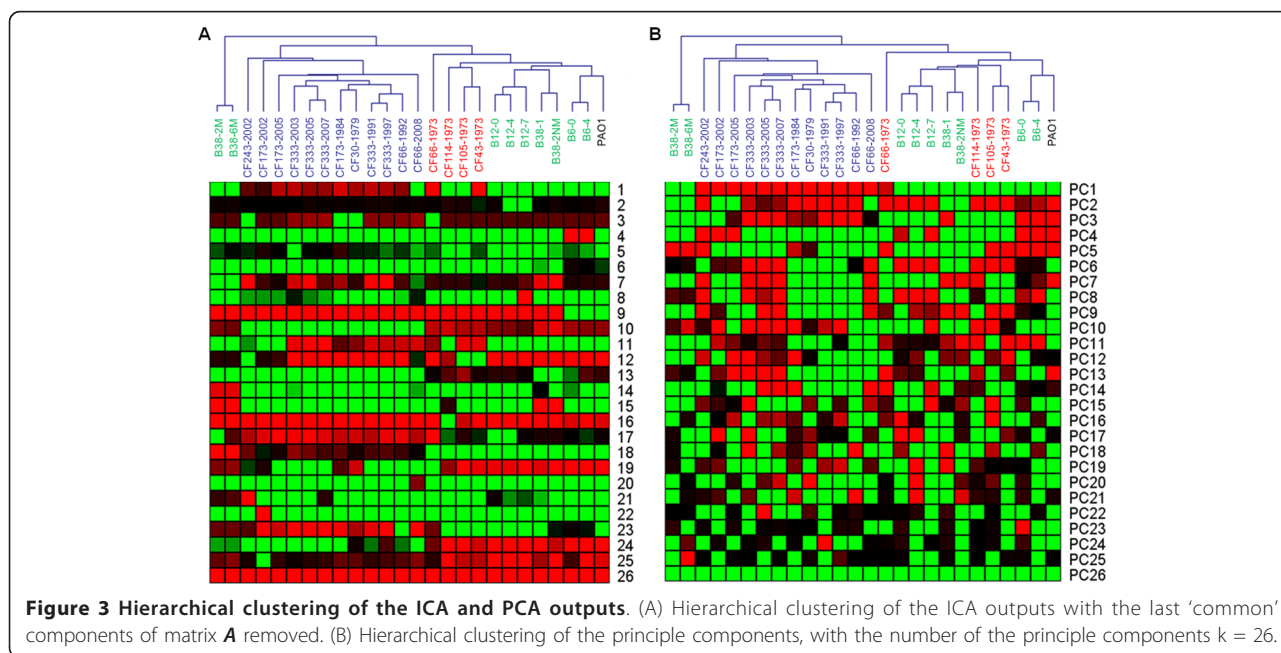 A
B
B38-2M
B38-6M
CF243-2002
CF173-2002
CF173-2005
CF333-2003
CF333-2005
CF333-2007
CF173-1984
CF30-1979
CF333-1991
CF333-1997
CF66-1992
CF66-2008
CF66-1973
CF114-1973
CF105-1973
CF43-1973
B12-0
B12-4
B12-7
B38-1
B38-2NM
B6-0
B6-4
PAO1
B38-2M
B38-6M
CF243-2002
CF173-2002
CF173-2005
CF333-2003
CF333-2005
CF333-2007
CF173-1984
CF30-1979
CF333-1991
CF333-1997
CF66-1992
CF66-2008
CF66-1973
B12-0
B12-4
B12-7
B38-1
B38-2NM
CF114-1973
CF105-1973
CF43-1973
B6-0
B6-4
PAO1
1
2
3
4
5
6
7
8
9
10
11
12
13
14
15
16
17
18
19
20
21
22
23
24
25
26
PC1
PC2
PC3
PC4
PC5
PC6
PC7
PC8
PC9
PC10
PC11
PC12
PC13
PC14
PC15
PC16
PC17
PC18
PC19
PC20
PC21
PC22
PC23
PC24
PC25
PC26
Figure 3 Hierarchical clustering of the ICA and PCA outputs. (A) Hierarchical clustering of the ICA outputs with the last 'common'
components of matrix A removed. (B) Hierarchical clustering of the principle components, with the number of the principle components k = 26.